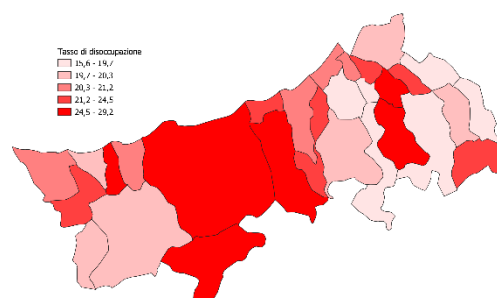 Tasso di disoccupazione
15,6 - 19,7
19,7 - 20,3
20,3 - 21,2
21,2 - 24,5
24,5 - 29,2